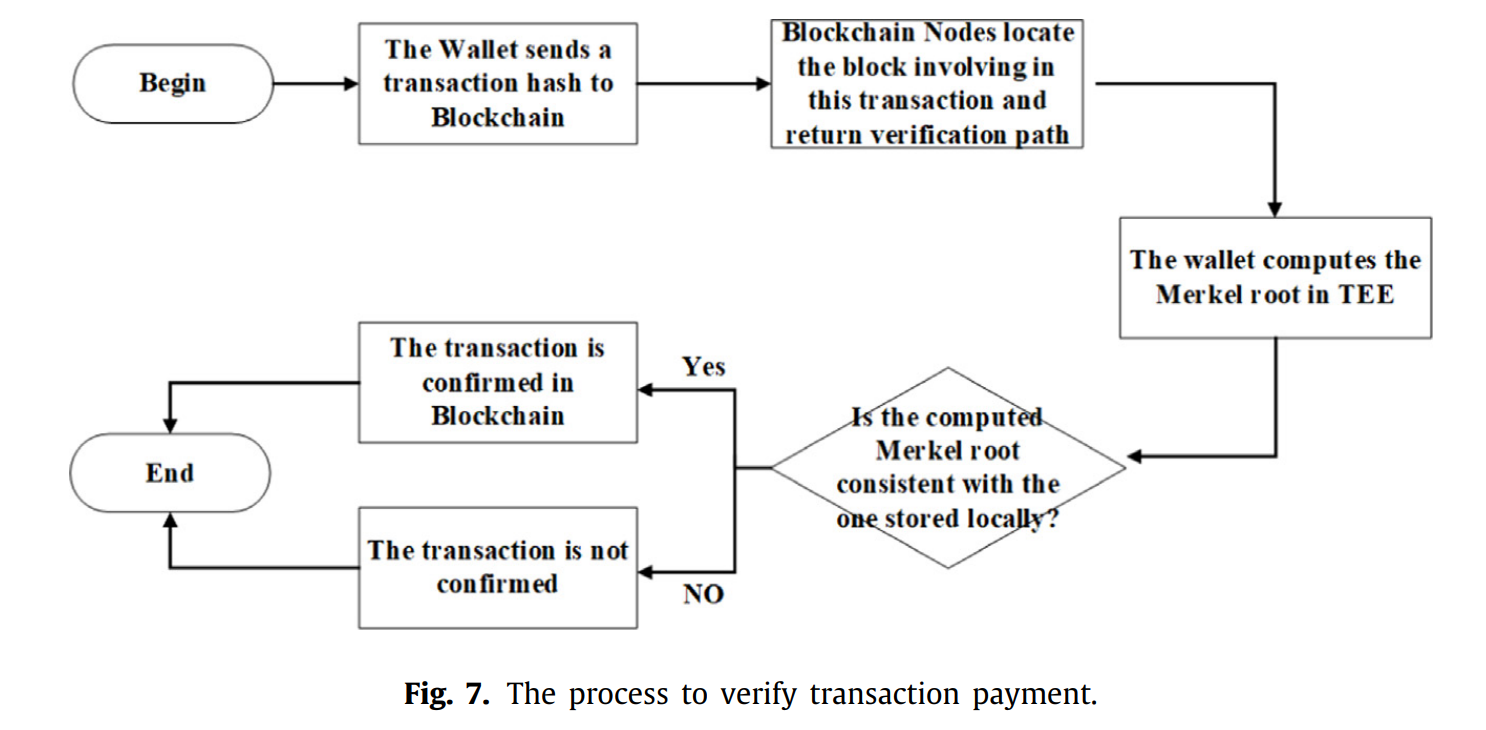 Begin
The Wallet sends a
transaction hash to
Blockchain
Blockchain Nodes locate
the block involving in
this transaction and
return verification path
The wallet computes the
Merkel root in TEE
Is the computed
Merkel root
consistent with the
one stored locally?
Yes
The transaction is
confirmed in
Blockchain
NO
The transaction is not
confirmed
End
Fig. 7. The process to verify transaction payment.